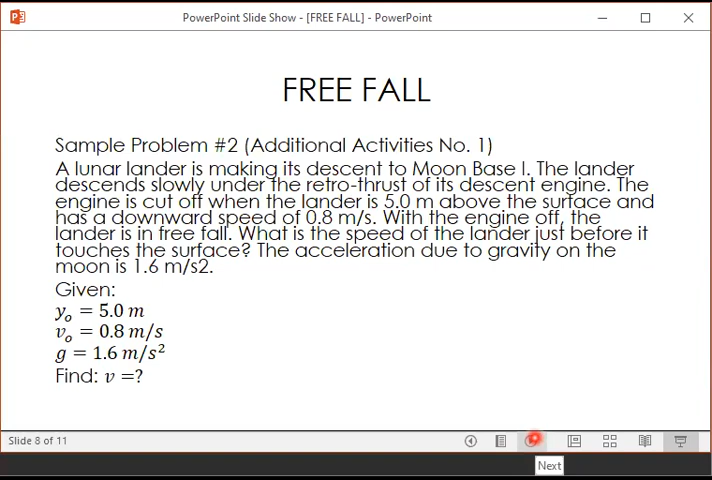 PowerPoint Slide Show - [FREE FALL] - PowerPoint
FREE FALL
Sample Problem #2 (Additional Activities No. 1)
A lunar lander is making its descent to Moon Base I. The lander
descends slowly under the retro-thrust of its descent engine. The
engine is cut off when the lander is 5.0 m above the surface and
has a downward speed of 0.8 m/s. With the engine off, the
lander is in free fall. What is the speed of the lander just before it
touches the surface? The acceleration due to gravity on the
moon is 1.6 m/s2.
Given:
yₒ = 5.0 m
vₒ = 0.8 m/s
g = 1.6 m/s²
Find: v =?
Slide 8 of 11
Next